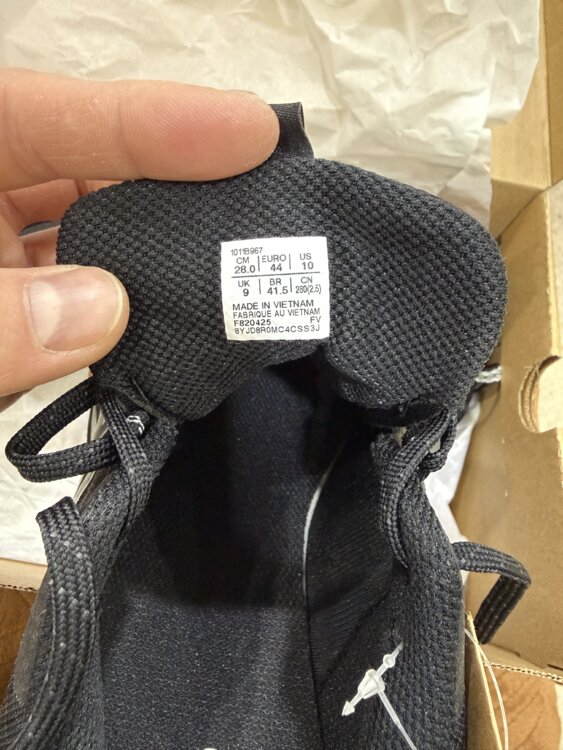 1011B967
CM EURO US
28.0 44 10
UK BR CN
9 41.5 280(2.5)
MADE IN VIETNAM
FABRIQUE AU VIETNAM
F820425 FV
8YJD8R0MC4CSS3J